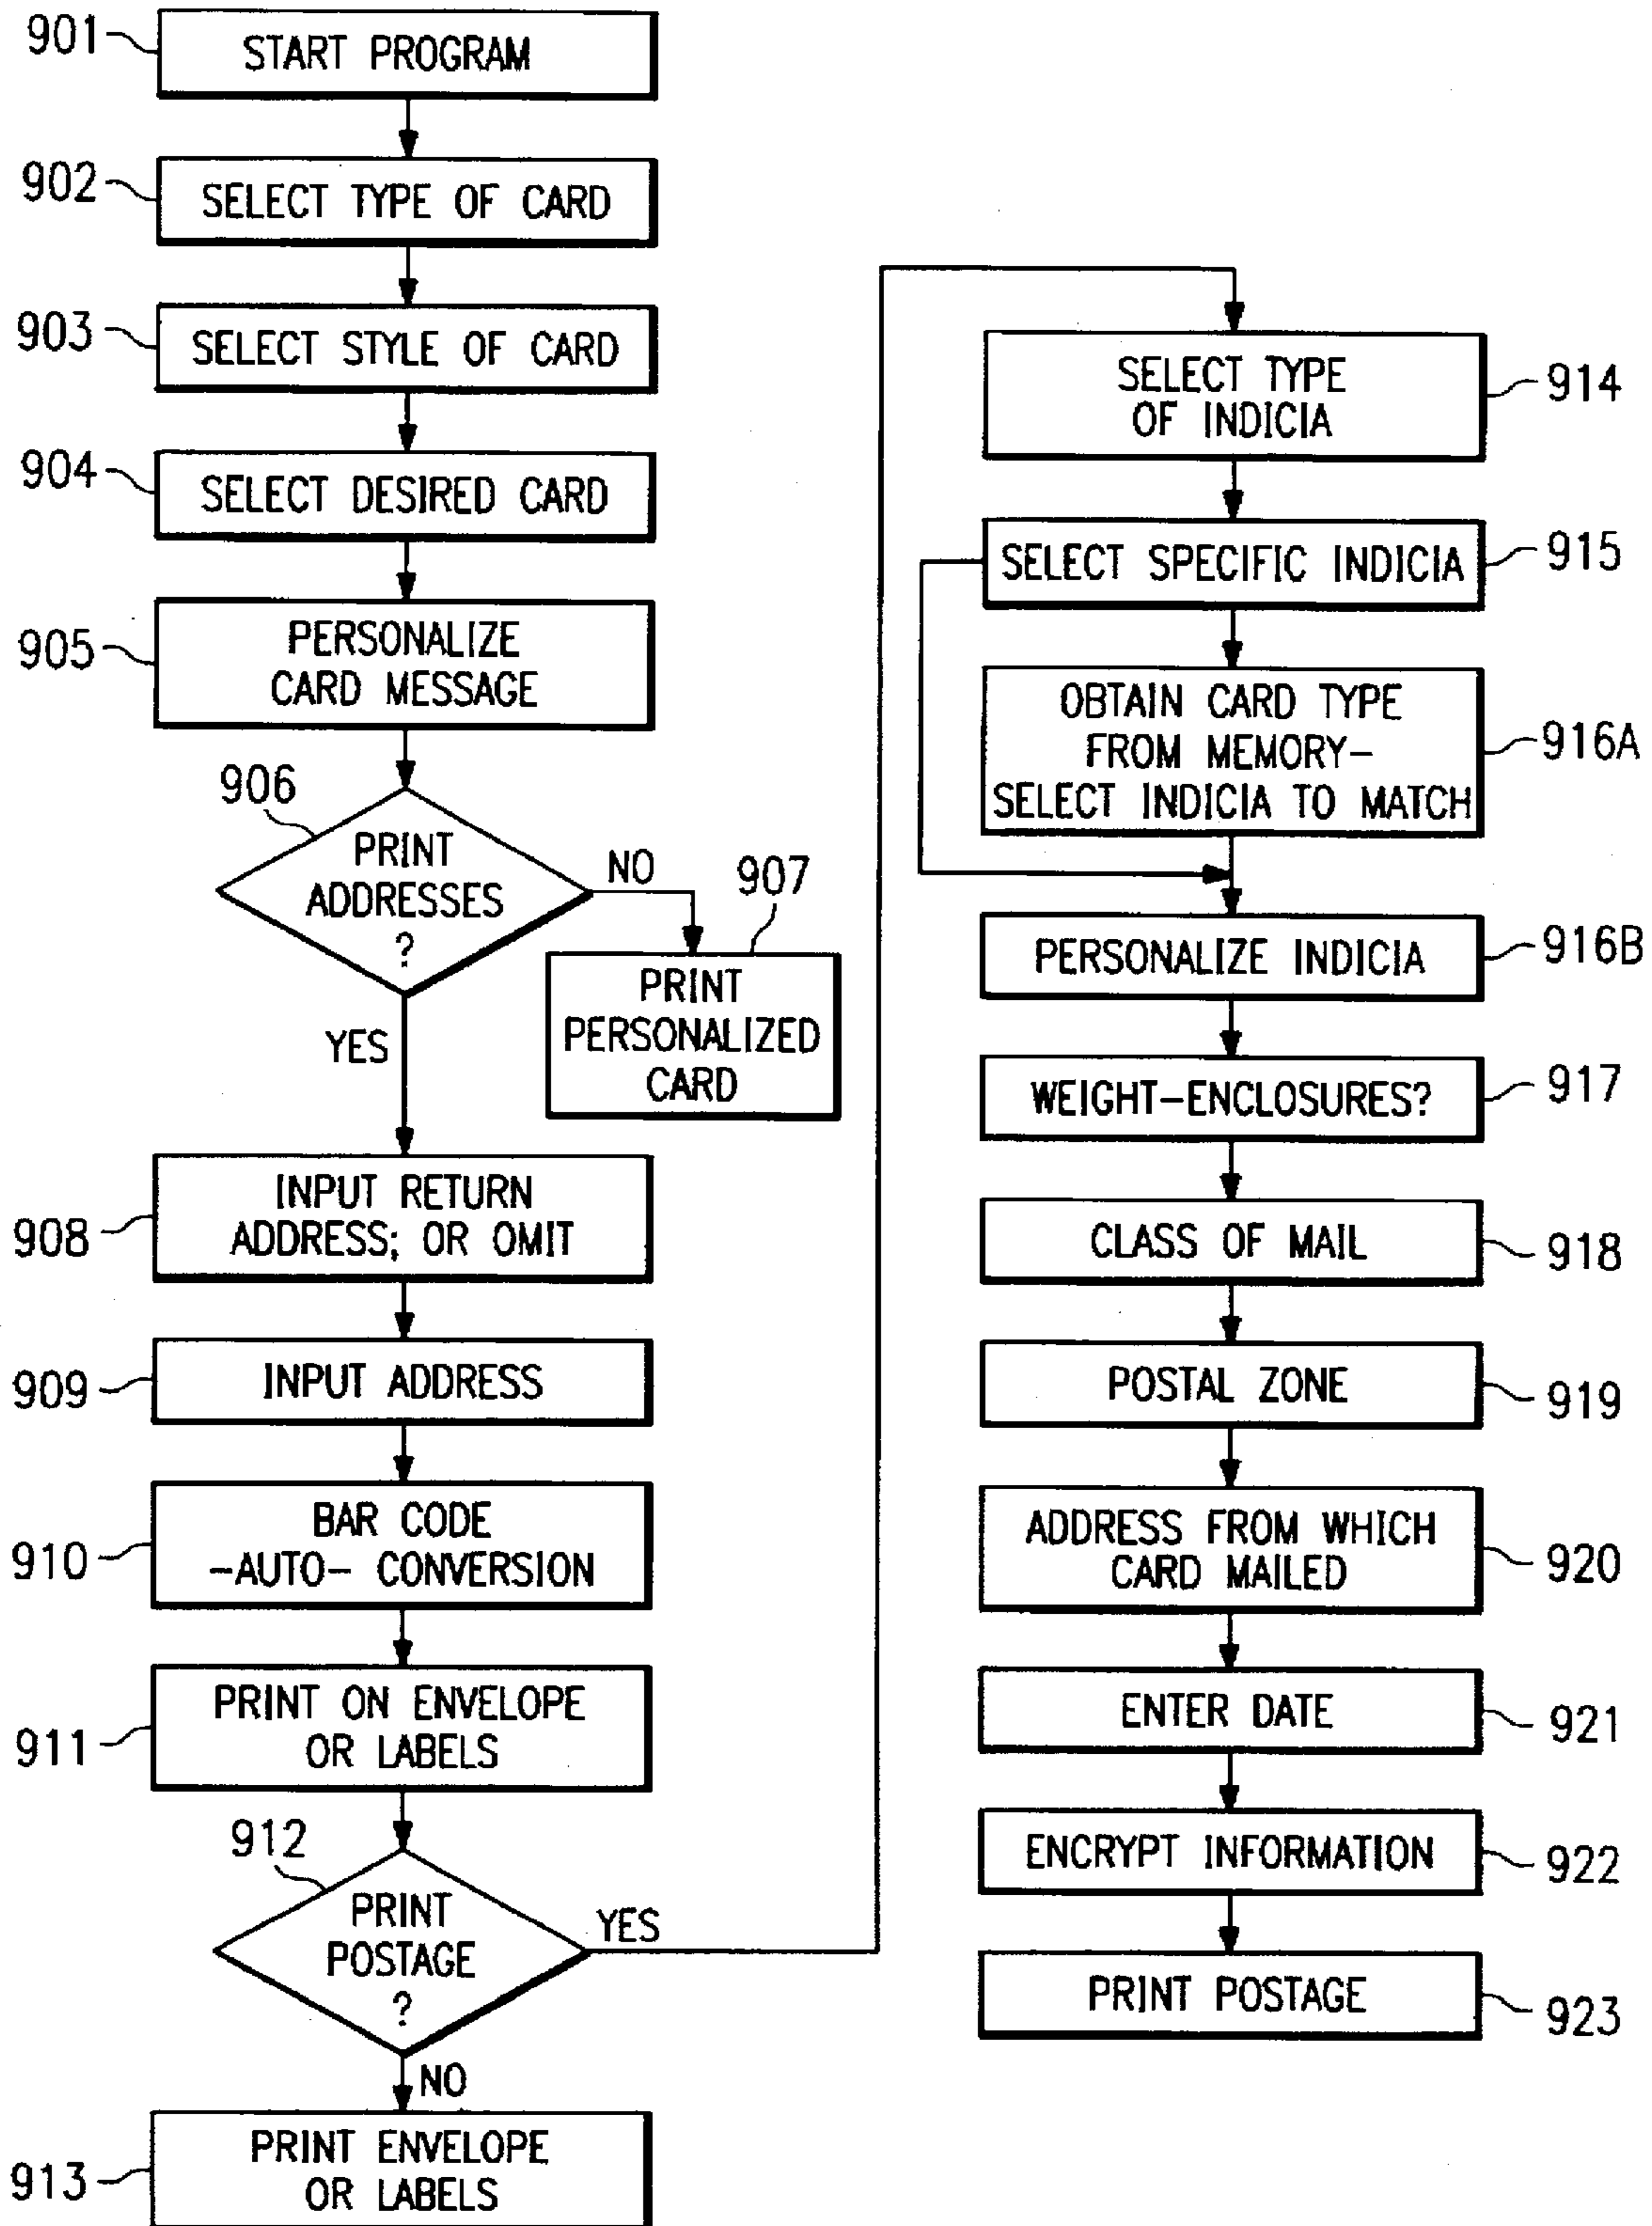 901
START PROGRAM
902
SELECT TYPE OF CARD
903
SELECT STYLE OF CARD
904
SELECT DESIRED CARD
905
PERSONALIZE
CARD MESSAGE
906
PRINT
ADDRESSES
?
NO
907
PRINT
PERSONALIZED
CARD
YES
908
INPUT RETURN
ADDRESS; OR OMIT
909
INPUT ADDRESS
910
BAR CODE
-AUTO- CONVERSION
911
PRINT ON ENVELOPE
OR LABELS
912
PRINT
POSTAGE
?
YES
NO
913
PRINT ENVELOPE
OR LABELS
SELECT TYPE
OF INDICIA
914
SELECT SPECIFIC INDICIA
915
OBTAIN CARD TYPE
FROM MEMORY-
SELECT INDICIA TO MATCH
916A
PERSONALIZE INDICIA
916B
WEIGHT-ENCLOSURES?
917
CLASS OF MAIL
918
POSTAL ZONE
919
ADDRESS FROM WHICH
CARD MAILED
920
ENTER DATE
921
ENCRYPT INFORMATION
922
PRINT POSTAGE
923